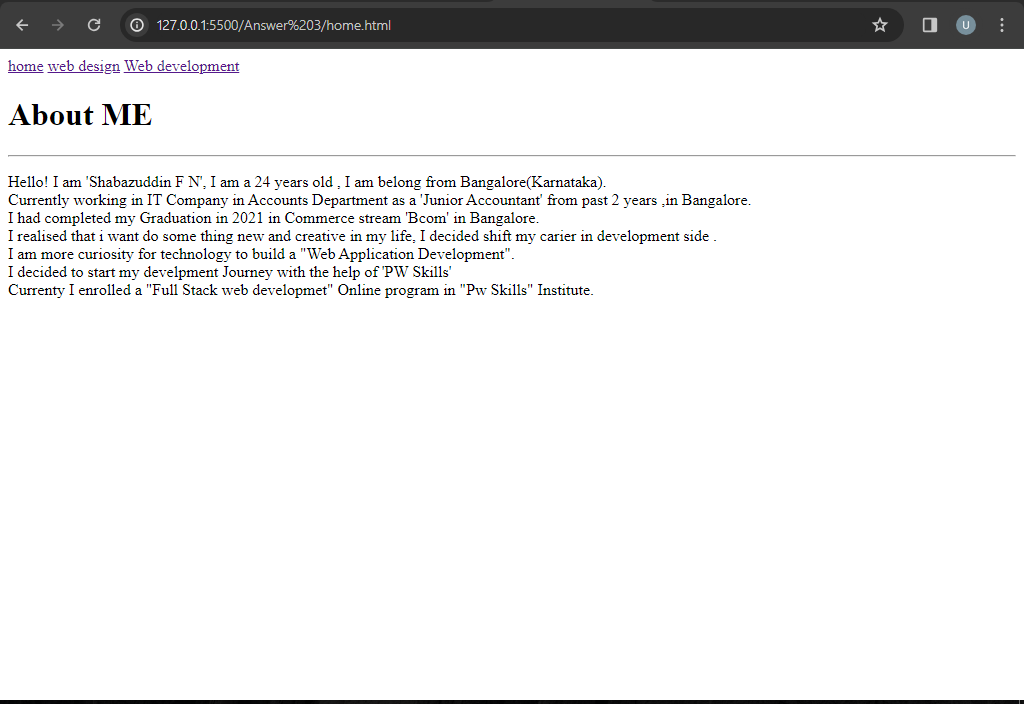 127.0.0.1:5500/Answer%203/home.html
U
home web design Web development
About ME
Hello! I am 'Shabazuddin F N', I am a 24 years old , I am belong from Bangalore(Karnataka).
Currently working in IT Company in Accounts Department as a 'Junior Accountant' from past 2 years ,in Bangalore.
I had completed my Graduation in 2021 in Commerce stream 'Bcom' in Bangalore.
I realised that i want do some thing new and creative in my life, I decided shift my carier in development side .
I am more curiosity for technology to build a "Web Application Development".
I decided to start my develpment Journey with the help of 'PW Skills'
Currenty I enrolled a "Full Stack web developmet" Online program in "Pw Skills" Institute.